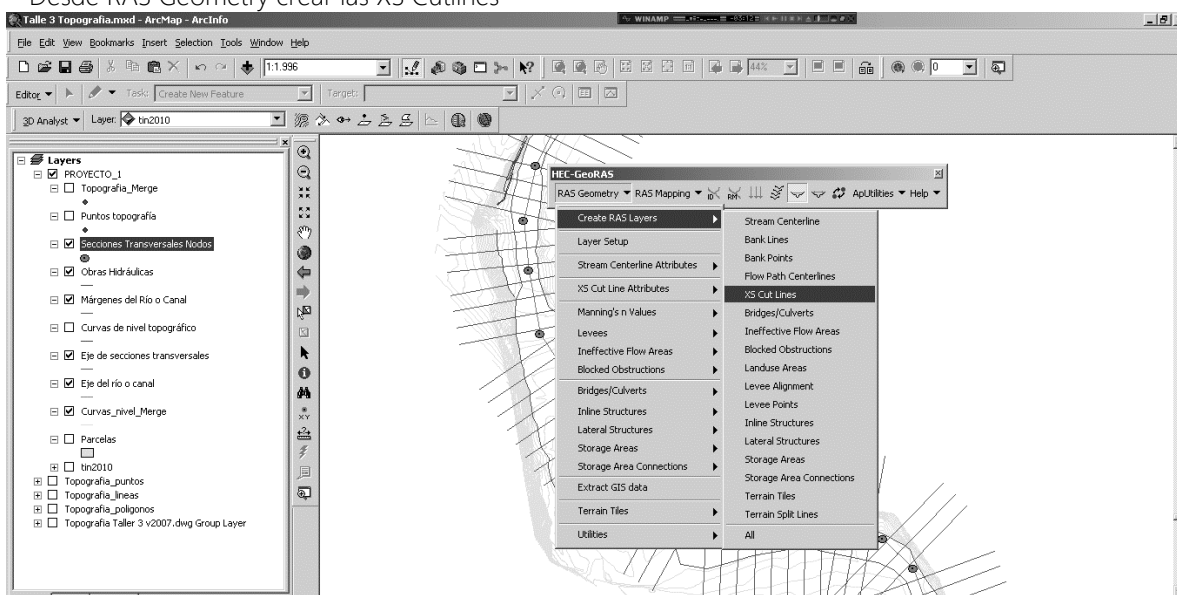 Desde RAS Geometry crear las XS Cutlines
Talle 3 Topografia.mxd - ArcMap - ArcInfo
WINAMP
File Edit View Bookmarks Insert Selection Tools Window Help
1:1.996
44%
0
Editor Task: Create New Feature Target:
3D Analyst Layer: tin2010
Layers
PROYECTO_1
Topografia_Merge
Puntos topografía
Secciones Transversales Nodos
Obras Hidráulicas
Márgenes del Río o Canal
Curvas de nivel topográfico
Eje de secciones transversales
Eje del río o canal
Curvas_nivel_Merge
Parcelas
tin2010
Topografia_puntos
Topografia_lineas
Topografia_poligonos
Topografia Taller 3 v2007.dwg Group Layer
XY
HEC-GeoRAS
RAS Geometry RAS Mapping ID RM ApUtilities Help
Create RAS Layers
Layer Setup
Stream Centerline Attributes
XS Cut Line Attributes
Manning's n Values
Levees
Ineffective Flow Areas
Blocked Obstructions
Bridges/Culverts
Inline Structures
Lateral Structures
Storage Areas
Storage Area Connections
Extract GIS data
Terrain Tiles
Utilities
Stream Centerline
Bank Lines
Bank Points
Flow Path Centerlines
XS Cut Lines
Bridges/Culverts
Ineffective Flow Areas
Blocked Obstructions
Landuse Areas
Levee Alignment
Levee Points
Inline Structures
Lateral Structures
Storage Areas
Storage Area Connections
Terrain Tiles
Terrain Split Lines
All